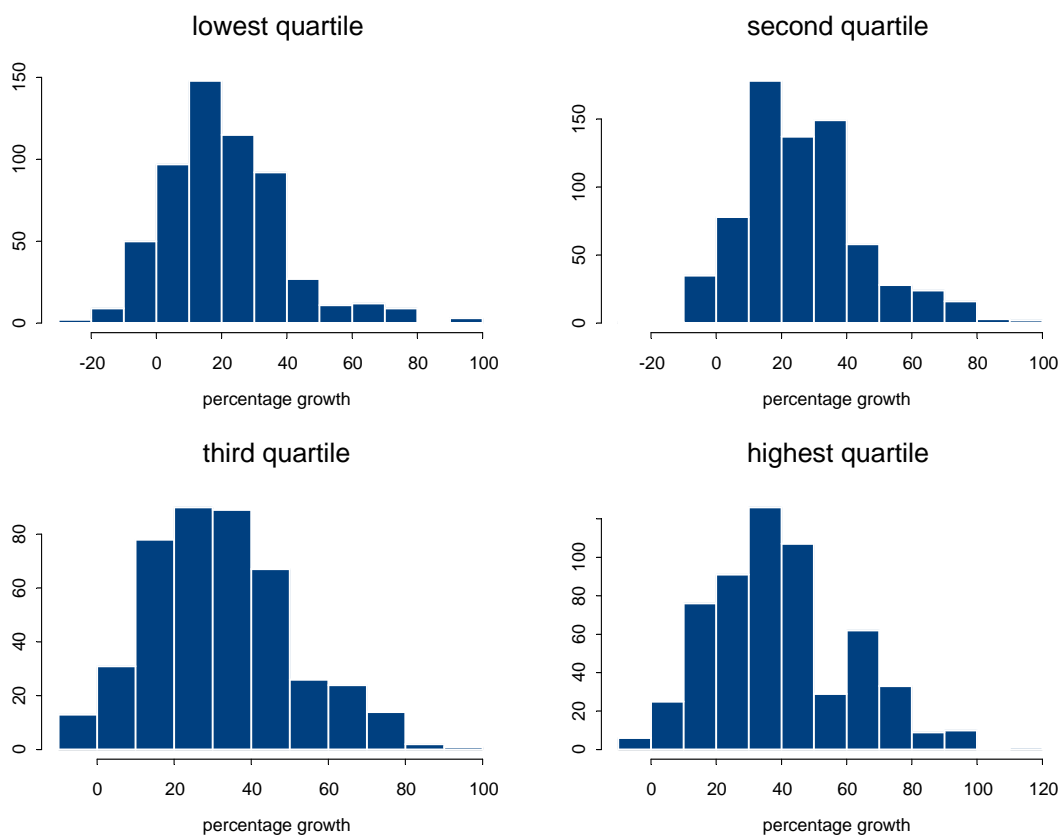 lowest quartile
150
100
50
0
-20 0 20 40 60 80 100
percentage growth
second quartile
150
100
50
0
-20 0 20 40 60 80 100
percentage growth
third quartile
80
60
40
20
0
0 20 40 60 80 100
percentage growth
highest quartile
100
80
60
40
20
0
0 20 40 60 80 100 120
percentage growth